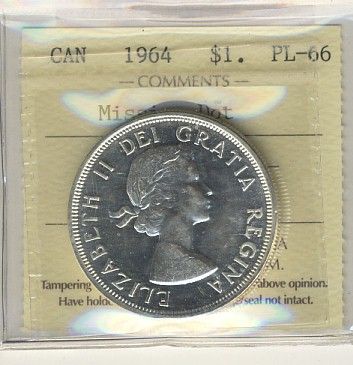 CAN 1964 $1. PL-66
— COMMENTS —
Dot
ELIZABETH II DEI GRATIA REGINA
A
M.
Tampering above opinion.
Have seal not intact.